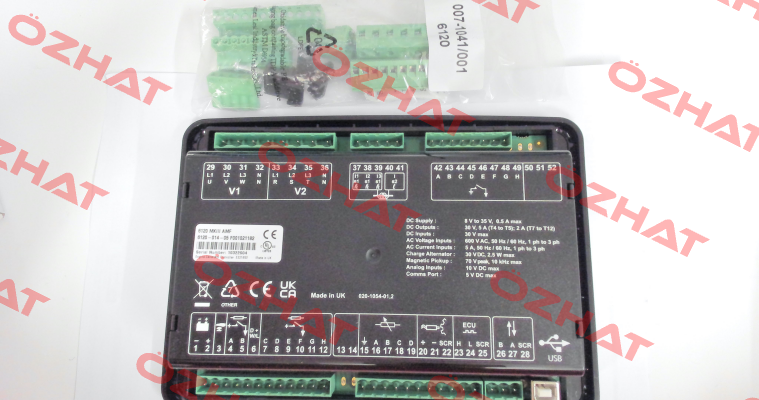 007-1041/001
6120
ÖZHAT
29 30 31 32 33 34 35 36
L1 L2 L3 N L1 L2 L3 N
U V W R S T
V1 V2
37 38 39 40 41
42 43 44 45 46 47 48 49 50 51 52
A B C D E F G H
6120 MKIII AMF
DC Supply : 8 V to 35 V, 0.5 A max
DC Outputs : 30 V, 5 A (T4 to T5); 2 A (T7 to T12)
DC Inputs : 30 V max
AC Voltage Inputs : 600 V AC, 50 Hz / 60 Hz, 1 ph to 3 ph
AC Current Inputs : 5 A, 50 Hz / 60 Hz, 1 ph to 3 ph
Charge Alternator : 30 VDC, 2.5 W max
Magnetic Pickup : 70 V peak, 10 kHz max
Analog Inputs : 10 V DC max
Comms Port : 5 V DC max
OTHER
CE
UK
CA
Made in UK 020-1054-01.2
D+
W/L
ECU
− + A B C D E F G H A B C D + − SCR H L SCR B A SCR
1 2 3 4 5 6 7 8 9 10 11 12 13 14 15 16 17 18 19 20 21 22 23 24 25 26 27 28
USB